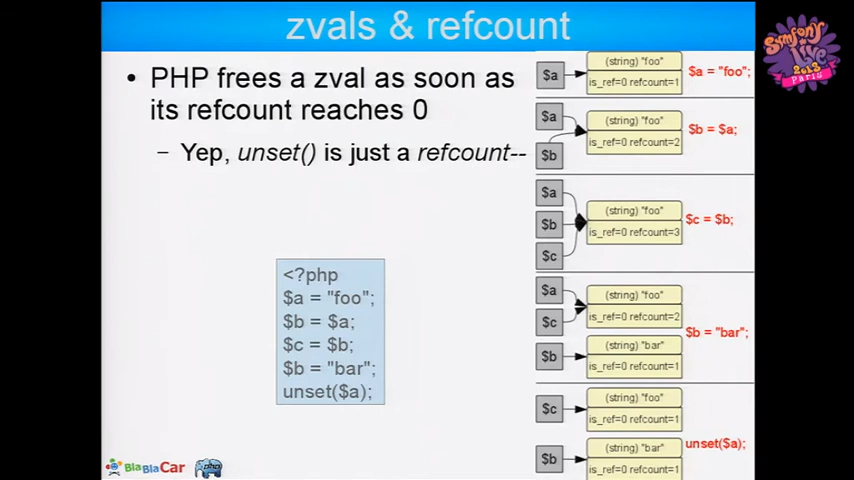 zvals & refcount
• PHP frees a zval as soon as
its refcount reaches 0
– Yep, unset() is just a refcount--
<?php
$a = "foo";
$b = $a;
$c = $b;
$b = "bar";
unset($a);
$a
(string) "foo"
is_ref=0 refcount=1
$a = "foo";
$a
$b
(string) "foo"
is_ref=0 refcount=2
$b = $a;
$a
$b
$c
(string) "foo"
is_ref=0 refcount=3
$c = $b;
$a
$c
(string) "foo"
is_ref=0 refcount=2
$b
(string) "bar"
is_ref=0 refcount=1
$b = "bar";
$c
(string) "foo"
is_ref=0 refcount=1
$b
(string) "bar"
is_ref=0 refcount=1
unset($a);
BlaBlaCar
php
Symfony
Live
2013
Paris